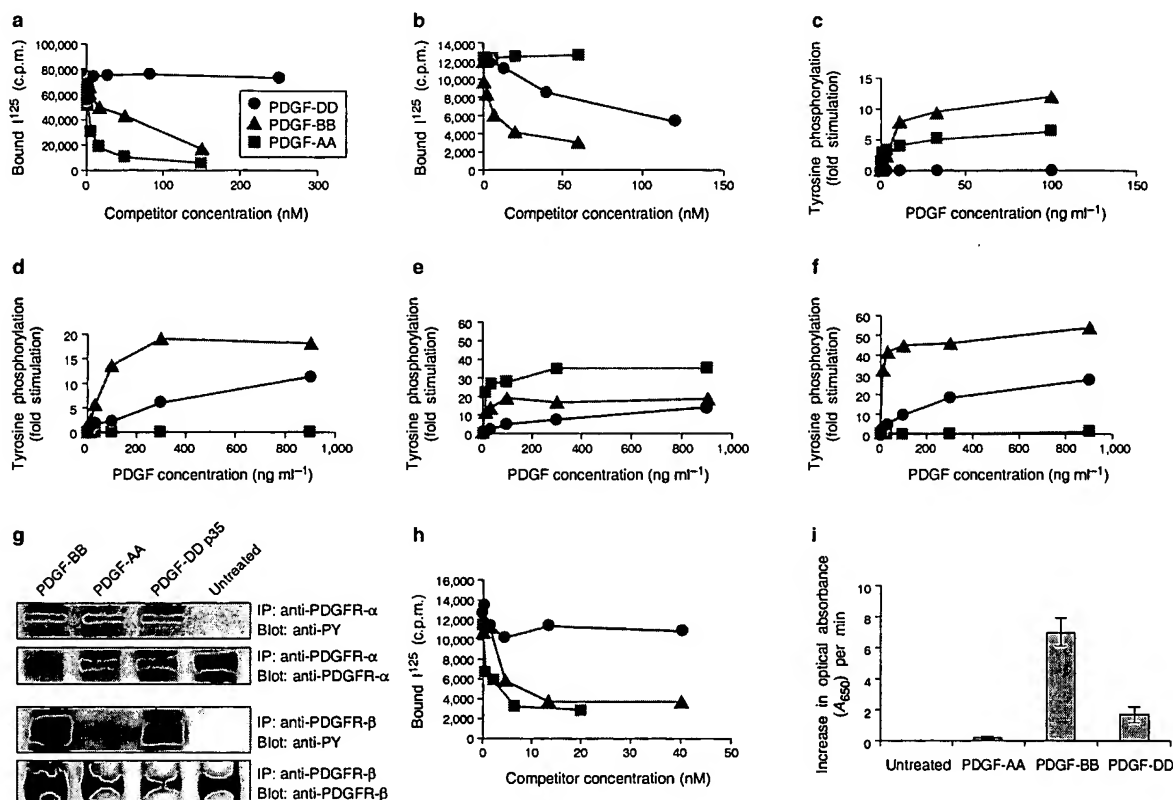 a
100,000
80,000
60,000
40,000
20,000
0
Bound I¹²⁵ (c.p.m.)
0 100 200 300
Competitor concentration (nM)
PDGF-DD
PDGF-BB
PDGF-AA
b
14,000
12,000
10,000
8,000
6,000
4,000
2,000
0
Bound I¹²⁵ (c.p.m.)
0 50 100 150
Competitor concentration (nM)
c
15
10
5
0
Tyrosine phosphorylation
(fold stimulation)
0 50 100 150
PDGF concentration (ng ml⁻¹)
d
20
15
10
5
0
Tyrosine phosphorylation
(fold stimulation)
0 200 400 600 800 1,000
PDGF concentration (ng ml⁻¹)
e
60
50
40
30
20
10
0
Tyrosine phosphorylation
(fold stimulation)
0 200 400 600 800 1,000
PDGF concentration (ng ml⁻¹)
f
60
50
40
30
20
10
0
Tyrosine phosphorylation
(fold stimulation)
0 200 400 600 800 1,000
PDGF concentration (ng ml⁻¹)
g
PDGF-BB
PDGF-AA
PDGF-DD p35
Untreated
IP: anti-PDGFR-α
Blot: anti-PY
IP: anti-PDGFR-α
Blot: anti-PDGFR-α
IP: anti-PDGFR-β
Blot: anti-PY
IP: anti-PDGFR-β
Blot: anti-PDGFR-β
h
16,000
14,000
12,000
10,000
8,000
6,000
4,000
2,000
0
Bound I¹²⁵ (c.p.m.)
0 10 20 30 40 50
Competitor concentration (nM)
i
10
8
6
4
2
0
Increase in optical absorbance
(A₆₅₀) per min
Untreated PDGF-AA PDGF-BB PDGF-DD